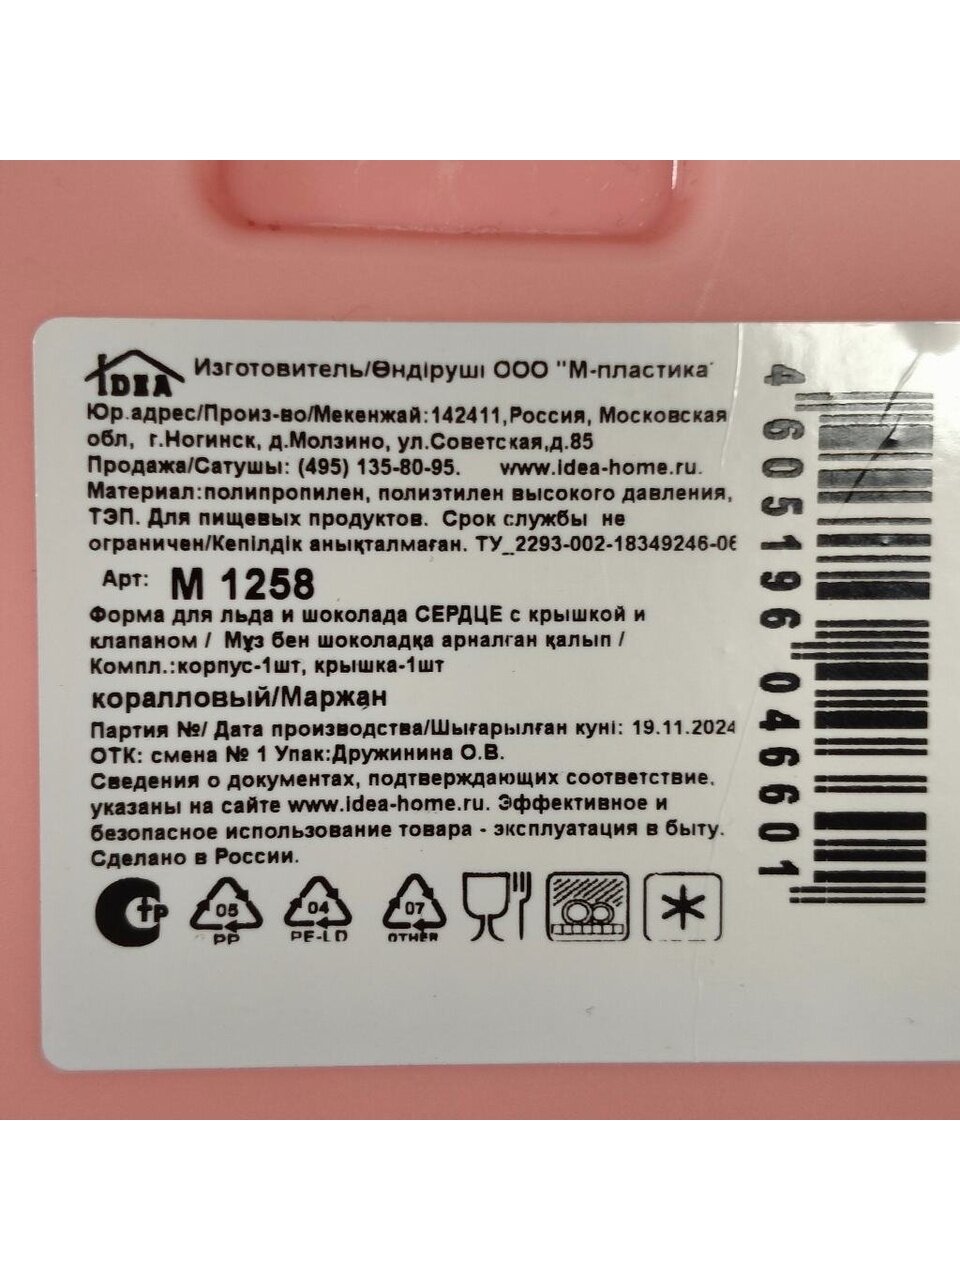 IDEA
Изготовитель/Өндіруші ООО "М-пластика"
Юр.адрес/Произ-во/Мекенжай:142411,Россия, Московская
обл, г.Ногинск, д.Молзино, ул.Советская,д.85
Продажа/Сатушы: (495) 135-80-95. www.idea-home.ru.
Материал:полипропилен, полиэтилен высокого давления,
ТЭП. Для пищевых продуктов. Срок службы не
ограничен/Кепілдік анықталмаған. ТУ_2293-002-18349246-06
Арт: М 1258
Форма для льда и шоколада СЕРДЦЕ с крышкой и
клапаном / Мұз бен шоколадқа арналған қалып /
Компл.:корпус-1шт, крышка-1шт
коралловый/Маржан
Партия №/ Дата производства/Шығарылған күні: 19.11.2024
ОТК: смена № 1 Упак:Дружинина О.В.
Сведения о документах, подтверждающих соответствие,
указаны на сайте www.idea-home.ru. Эффективное и
безопасное использование товара - эксплуатация в быту.
Сделано в России.
тр
05
PP
04
PE-LD
07
OTHER
4 605196 046601